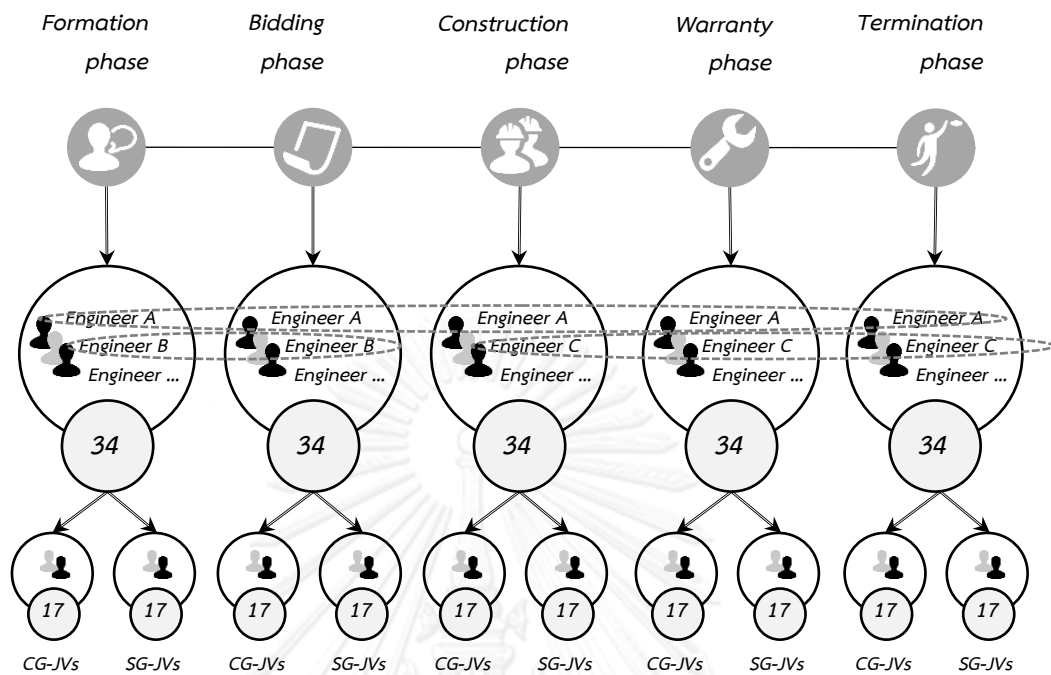 Formation Bidding Construction Warranty Termination
phase phase phase phase phase
Engineer A Engineer A Engineer A Engineer A Engineer A
Engineer B Engineer B Engineer C Engineer C Engineer C
Engineer ... Engineer ... Engineer ... Engineer ... Engineer ...
34 34 34 34 34
17 17 17 17 17 17 17 17 17 17
CG-JVs SG-JVs CG-JVs SG-JVs CG-JVs SG-JVs CG-JVs SG-JVs CG-JVs SG-JVs